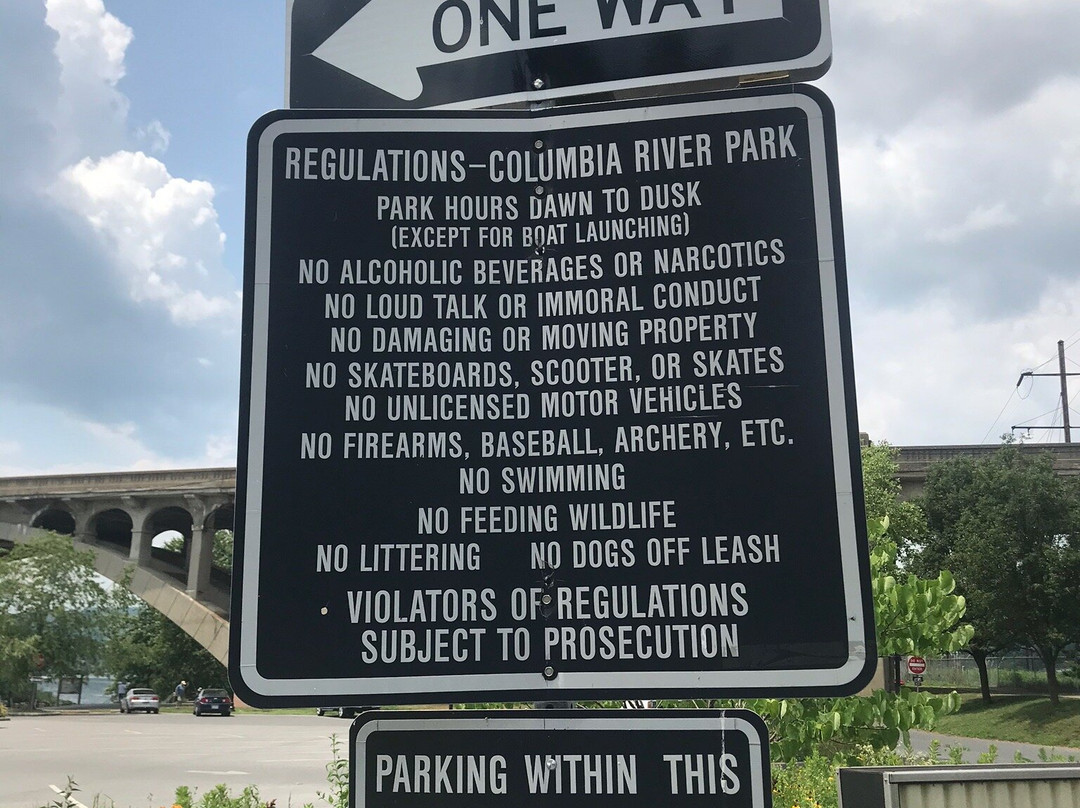 ONE WAY
REGULATIONS–COLUMBIA RIVER PARK
PARK HOURS DAWN TO DUSK
(EXCEPT FOR BOAT LAUNCHING)
NO ALCOHOLIC BEVERAGES OR NARCOTICS
NO LOUD TALK OR IMMORAL CONDUCT
NO DAMAGING OR MOVING PROPERTY
NO SKATEBOARDS, SCOOTER, OR SKATES
NO UNLICENSED MOTOR VEHICLES
NO FIREARMS, BASEBALL, ARCHERY, ETC.
NO SWIMMING
NO FEEDING WILDLIFE
NO LITTERING NO DOGS OFF LEASH
VIOLATORS OF REGULATIONS
SUBJECT TO PROSECUTION
PARKING WITHIN THIS